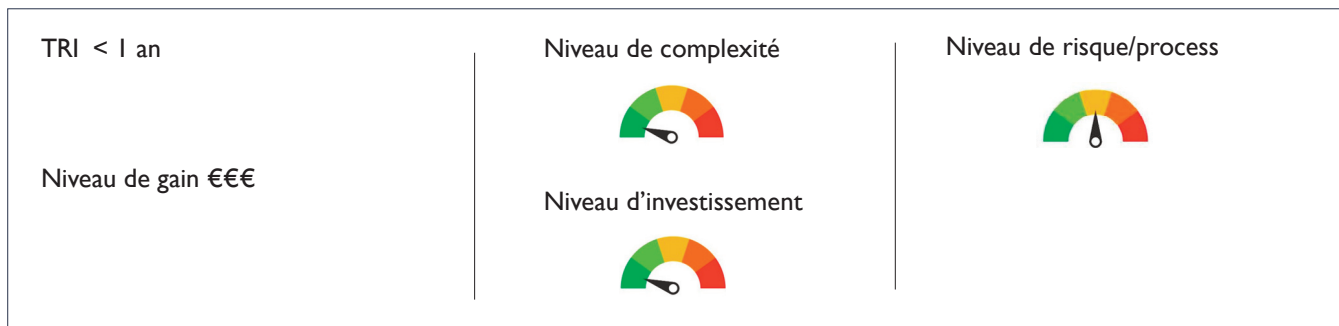 TRI < 1 an
Niveau de gain €€€
Niveau de complexité
Niveau d’investissement
Niveau de risque/process